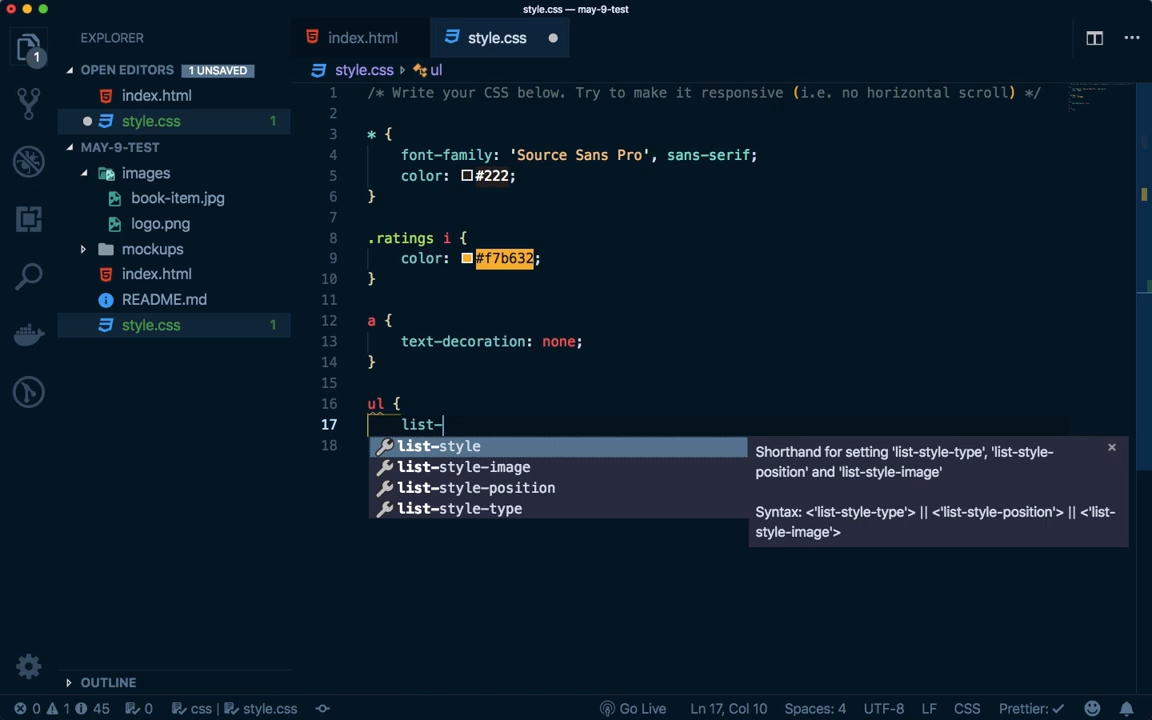 style.css — may-9-test
1
EXPLORER
OPEN EDITORS 1 UNSAVED
index.html
style.css 1
MAY-9-TEST
images
book-item.jpg
logo.png
mockups
index.html
README.md
style.css 1
OUTLINE
index.html
style.css
style.css ul
1 /* Write your CSS below. Try to make it responsive (i.e. no horizontal scroll) */
2
3 * {
4 font-family: 'Source Sans Pro', sans-serif;
5 color: #222;
6 }
7
8 .ratings i {
9 color: #f7b632;
10 }
11
12 a {
13 text-decoration: none;
14 }
15
16 ul {
17 list-
18
list-style
list-style-image
list-style-position
list-style-type
Shorthand for setting 'list-style-type', 'list-style-
position' and 'list-style-image'
Syntax: <'list-style-type'> || <'list-style-position'> || <'list-
style-image'>
0 1 45 0 css | style.css Go Live Ln 17, Col 10 Spaces: 4 UTF-8 LF CSS Prettier: ✓